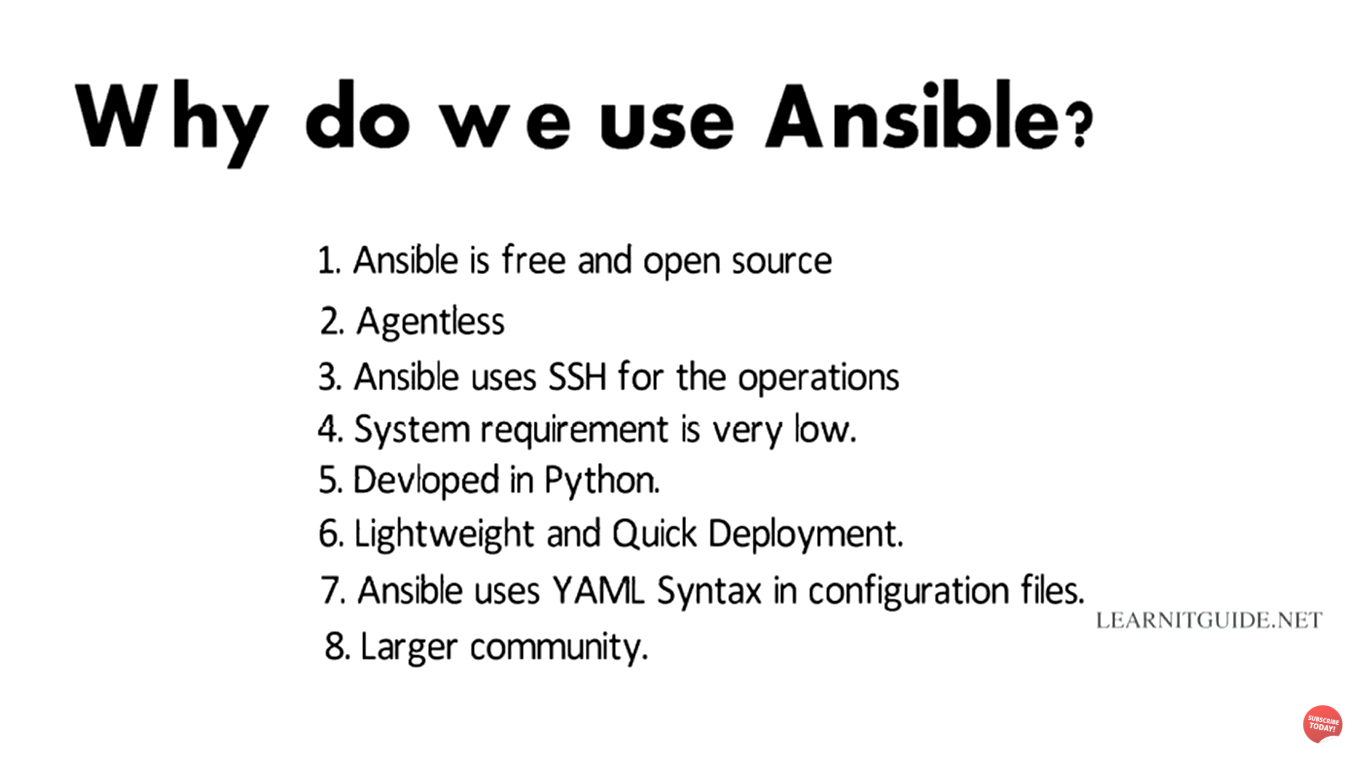 Why do we use Ansible?
1. Ansible is free and open source
2. Agentless
3. Ansible uses SSH for the operations
4. System requirement is very low.
5. Devloped in Python.
6. Lightweight and Quick Deployment.
7. Ansible uses YAML Syntax in configuration files.
LEARNITGUIDE.NET
8. Larger community.
SUBSCRIBE
TODAY!